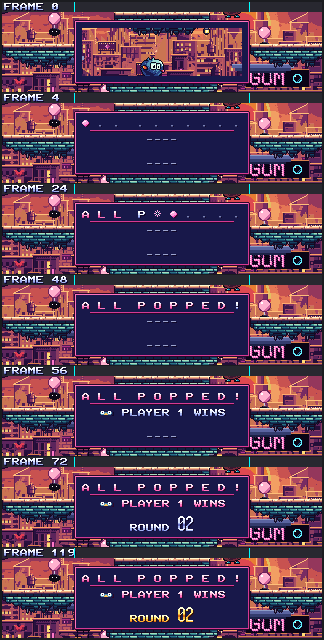 FRAME 0
GUM
FRAME 4
GUM
FRAME 24
ALL P
GUM
FRAME 48
ALL POPPED!
GUM
FRAME 56
ALL POPPED!
PLAYER 1 WINS
GUM
FRAME 72
ALL POPPED!
PLAYER 1 WINS
ROUND 02
GUM
FRAME 119
ALL POPPED!
PLAYER 1 WINS
ROUND 02
GUM